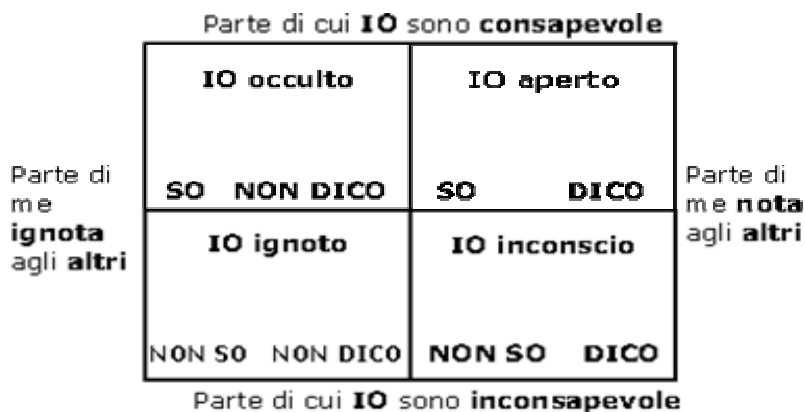 Parte di cui IO sono consapevole
IO occulto
IO aperto
SO NON DICO
SO DICO
Parte di
me
ignota
agli altri
Parte di
me nota
agli altri
IO ignoto
IO inconscio
NON SO NON DICO
NON SO DICO
Parte di cui IO sono inconsapevole